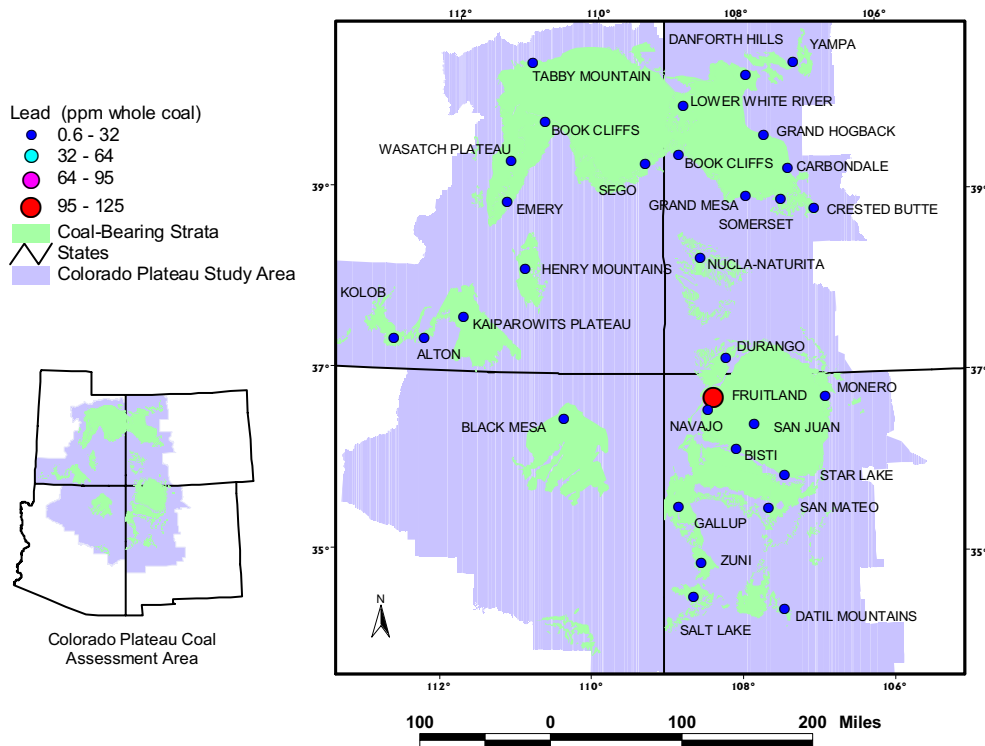 112°
110°
108°
106°
DANFORTH HILLS
YAMPA
TABBY MOUNTAIN
LOWER WHITE RIVER
BOOK CLIFFS
GRAND HOGBACK
WASATCH PLATEAU
BOOK CLIFFS
CARBONDALE
39°
SEGO
39°
EMERY
GRAND MESA
CRESTED BUTTE
SOMERSET
HENRY MOUNTAINS
NUCLA-NATURITA
KOLOB
KAIPAROWITS PLATEAU
ALTON
DURANGO
37°
37°
FRUITLAND
MONERO
BLACK MESA
NAVAJO
SAN JUAN
BISTI
STAR LAKE
SAN MATEO
GALLUP
35°
35°
ZUNI
N
SALT LAKE
DATIL MOUNTAINS
112°
110°
108°
106°
100 0 100 200 Miles
Lead (ppm whole coal)
0.6 - 32
32 - 64
64 - 95
95 - 125
Coal-Bearing Strata
States
Colorado Plateau Study Area
Colorado Plateau Coal
Assessment Area